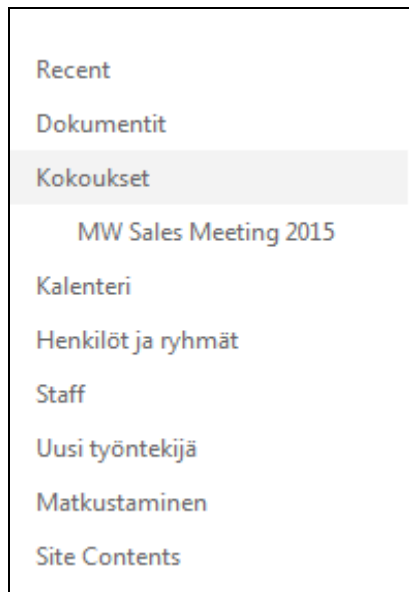 Recent
Dokumentit
Kokoukset
MW Sales Meeting 2015
Kalenteri
Henkilöt ja ryhmät
Staff
Uusi työntekijä
Matkustaminen
Site Contents